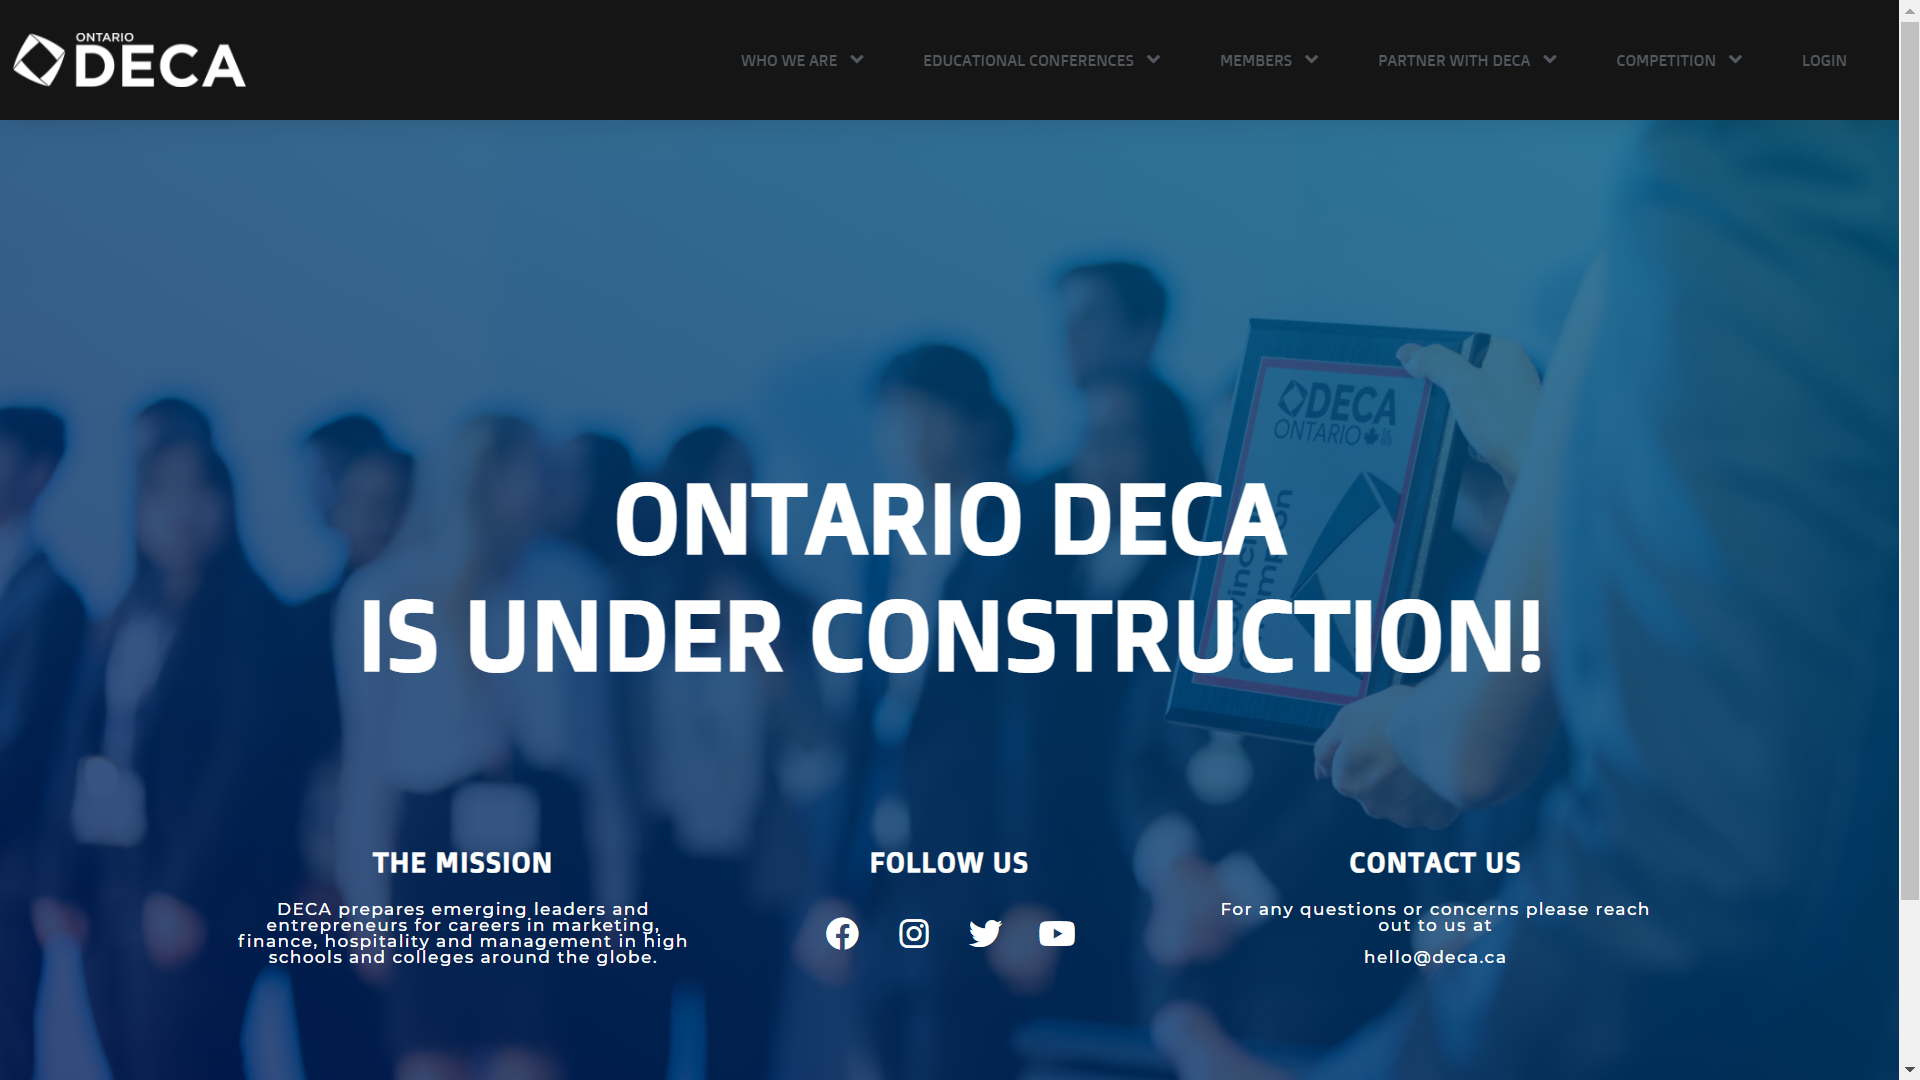 ONTARIO
DECA
WHO WE ARE
EDUCATIONAL CONFERENCES
MEMBERS
PARTNER WITH DECA
COMPETITION
LOGIN
DECA
ONTARIO
ONTARIO DECA
IS UNDER CONSTRUCTION!
THE MISSION
DECA prepares emerging leaders and
entrepreneurs for careers in marketing,
finance, hospitality and management in high
schools and colleges around the globe.
FOLLOW US
CONTACT US
For any questions or concerns please reach
out to us at
hello@deca.ca